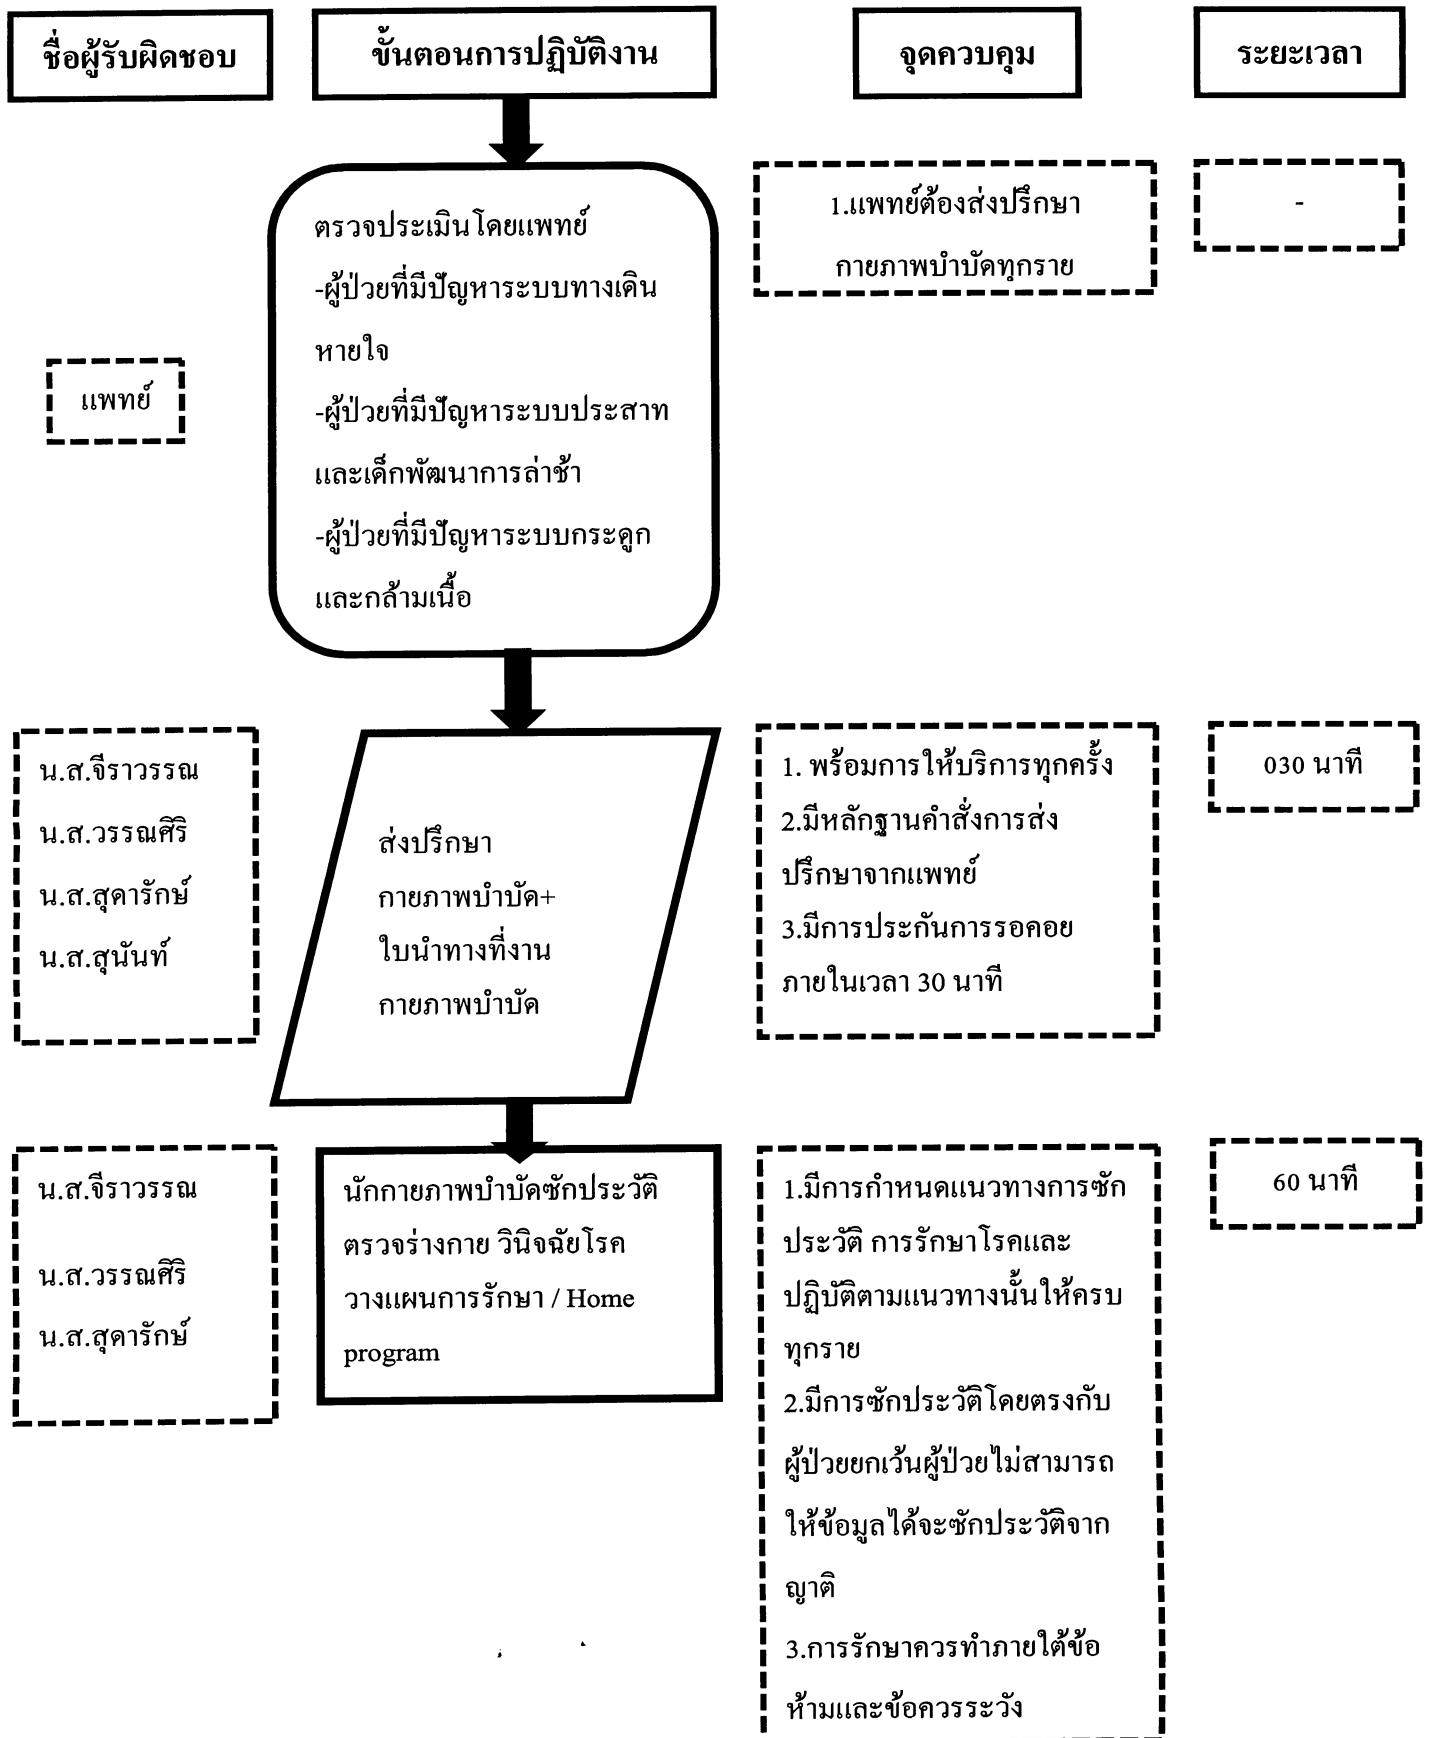 ชื่อผู้รับผิดชอบ
ขั้นตอนการปฏิบัติงาน
จุดควบคุม
ระยะเวลา
แพทย์
ตรวจประเมินโดยแพทย์
-ผู้ป่วยที่มีปัญหาระบบทางเดิน
หายใจ
-ผู้ป่วยที่มีปัญหาระบบประสาท
และเด็กพัฒนาการล่าช้า
-ผู้ป่วยที่มีปัญหาระบบกระดูก
และกล้ามเนื้อ
1.แพทย์ต้องส่งปรึกษา
กายภาพบำบัดทุกราย
-
น.ส.จีราวรรณ
น.ส.วรรณศิริ
น.ส.สุดารักษ์
น.ส.สุนันท์
ส่งปรึกษา
กายภาพบำบัด+
ใบนำทางที่งาน
กายภาพบำบัด
1. พร้อมการให้บริการทุกครั้ง
2.มีหลักฐานคำสั่งการส่ง
ปรึกษาจากแพทย์
3.มีการประกันการรอคอย
ภายในเวลา 30 นาที
030 นาที
น.ส.จีราวรรณ
น.ส.วรรณศิริ
น.ส.สุดารักษ์
นักกายภาพบำบัดซักประวัติ
ตรวจร่างกาย วินิจฉัยโรค
วางแผนการรักษา / Home
program
1.มีการกำหนดแนวทางการซัก
ประวัติ การรักษาโรคและ
ปฏิบัติตามแนวทางนั้นให้ครบ
ทุกราย
2.มีการซักประวัติโดยตรงกับ
ผู้ป่วยยกเว้นผู้ป่วยไม่สามารถ
ให้ข้อมูลได้จะซักประวัติจาก
ญาติ
3.การรักษาควรทำภายใต้ข้อ
ห้ามและข้อควรระวัง
60 นาที